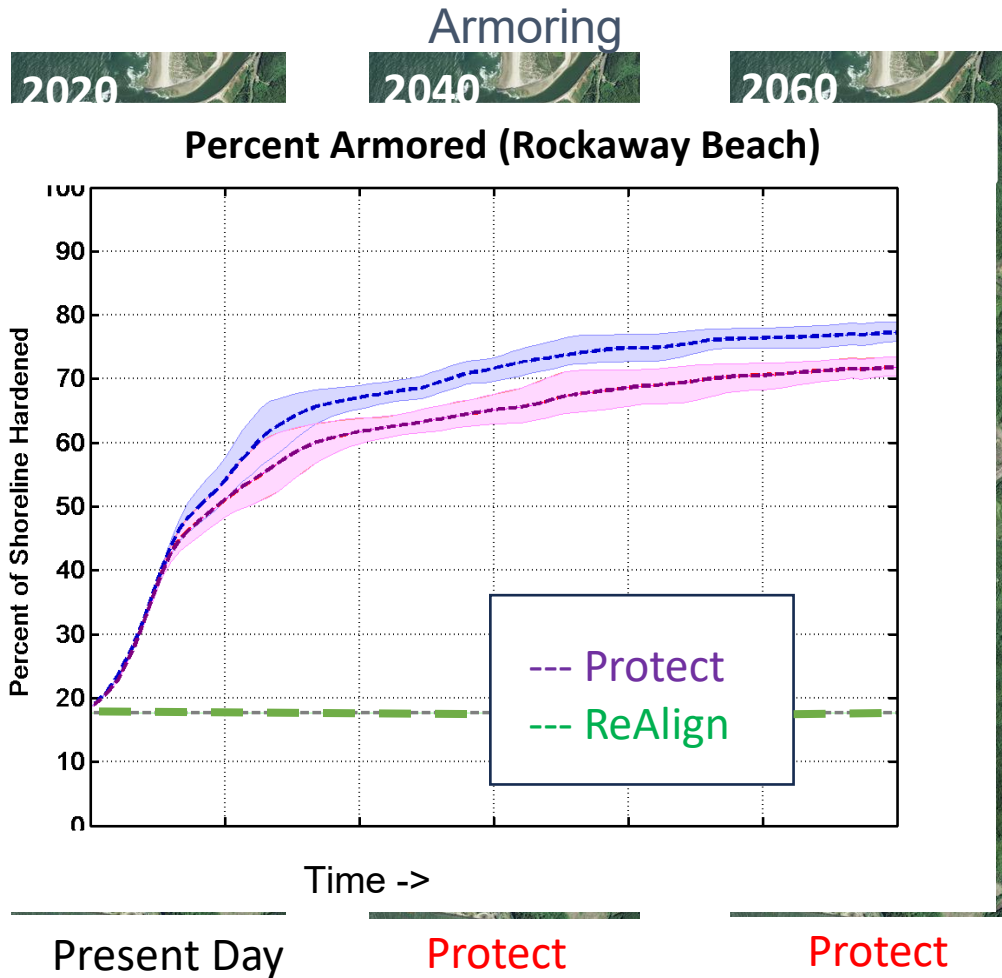 Armoring
2020 2040 2060
Percent Armored (Rockaway Beach)
100
90
80
70
60
50
40
30
20
10
0
Percent of Shoreline Hardened
--- Protect
--- ReAlign
Time ->
Present Day Protect Protect